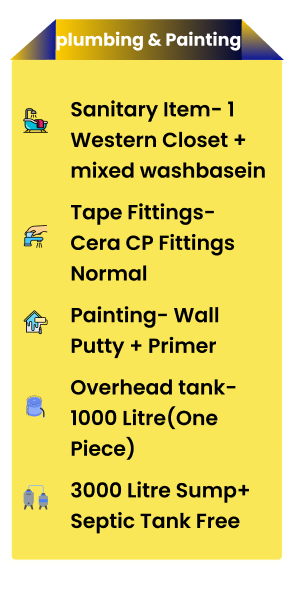 plumbing & Painting
Sanitary Item- 1
Western Closet +
mixed washbasein
Tape Fittings-
Cera CP Fittings
Normal
Painting- Wall
Putty + Primer
Overhead tank-
1000 Litre(One
Piece)
3000 Litre Sump+
Septic Tank Free